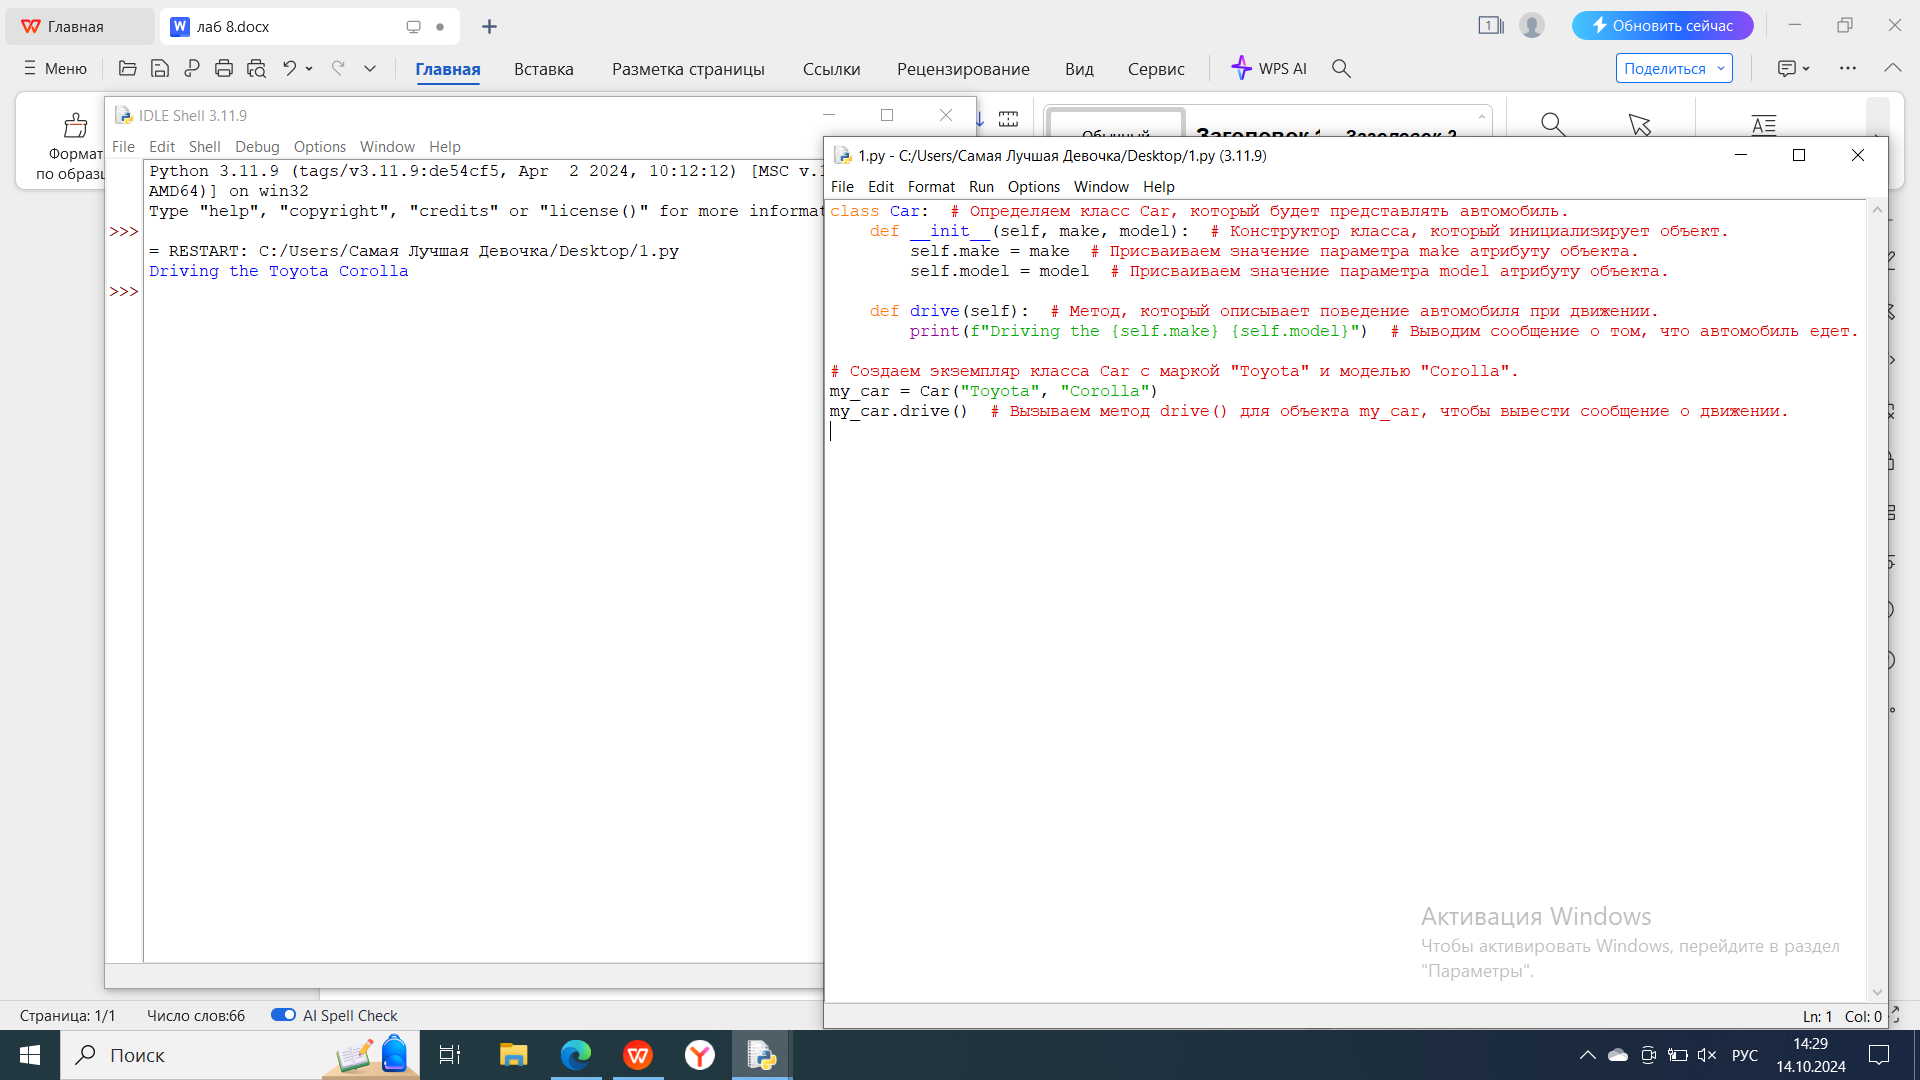 Главная
лаб 8.docx
1
Обновить сейчас
Меню
Главная
Вставка
Разметка страницы
Ссылки
Рецензирование
Вид
Сервис
WPS AI
Поделиться
Формат
по образц
IDLE Shell 3.11.9
File Edit Shell Debug Options Window Help
Python 3.11.9 (tags/v3.11.9:de54cf5, Apr  2 2024, 10:12:12) [MSC v.1
AMD64)] on win32
Type "help", "copyright", "credits" or "license()" for more informat
>>>
= RESTART: C:/Users/Самая Лучшая Девочка/Desktop/1.py
Driving the Toyota Corolla
>>>
Обычный
Заголовок 1
Заголовок 2
1.py - C:/Users/Самая Лучшая Девочка/Desktop/1.py (3.11.9)
File Edit Format Run Options Window Help
class Car:  # Определяем класс Car, который будет представлять автомобиль.
    def __init__(self, make, model):  # Конструктор класса, который инициализирует объект.
        self.make = make  # Присваиваем значение параметра make атрибуту объекта.
        self.model = model  # Присваиваем значение параметра model атрибуту объекта.
    def drive(self):  # Метод, который описывает поведение автомобиля при движении.
        print(f"Driving the {self.make} {self.model}")  # Выводим сообщение о том, что автомобиль едет.
# Создаем экземпляр класса Car с маркой "Toyota" и моделью "Corolla".
my_car = Car("Toyota", "Corolla")
my_car.drive()  # Вызываем метод drive() для объекта my_car, чтобы вывести сообщение о движении.
Активация Windows
Чтобы активировать Windows, перейдите в раздел
"Параметры".
Ln: 1 Col: 0
Страница: 1/1
Число слов:66
AI Spell Check
Поиск
РУС
14:29
14.10.2024